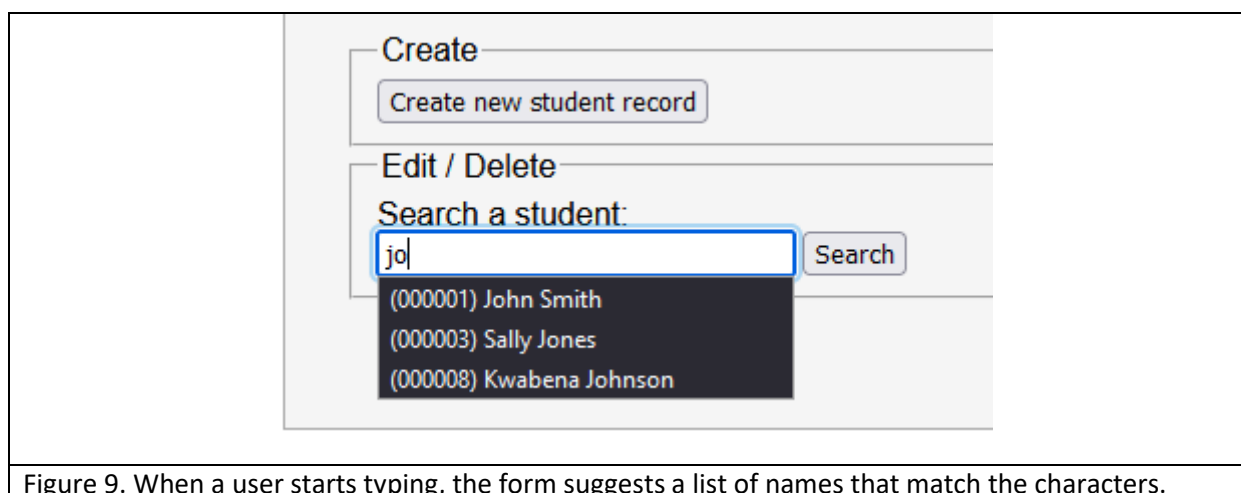 Create
Create new student record
Edit / Delete
Search a student:
jo
Search
(000001) John Smith
(000003) Sally Jones
(000008) Kwabena Johnson
Figure 9. When a user starts typing, the form suggests a list of names that match the characters.